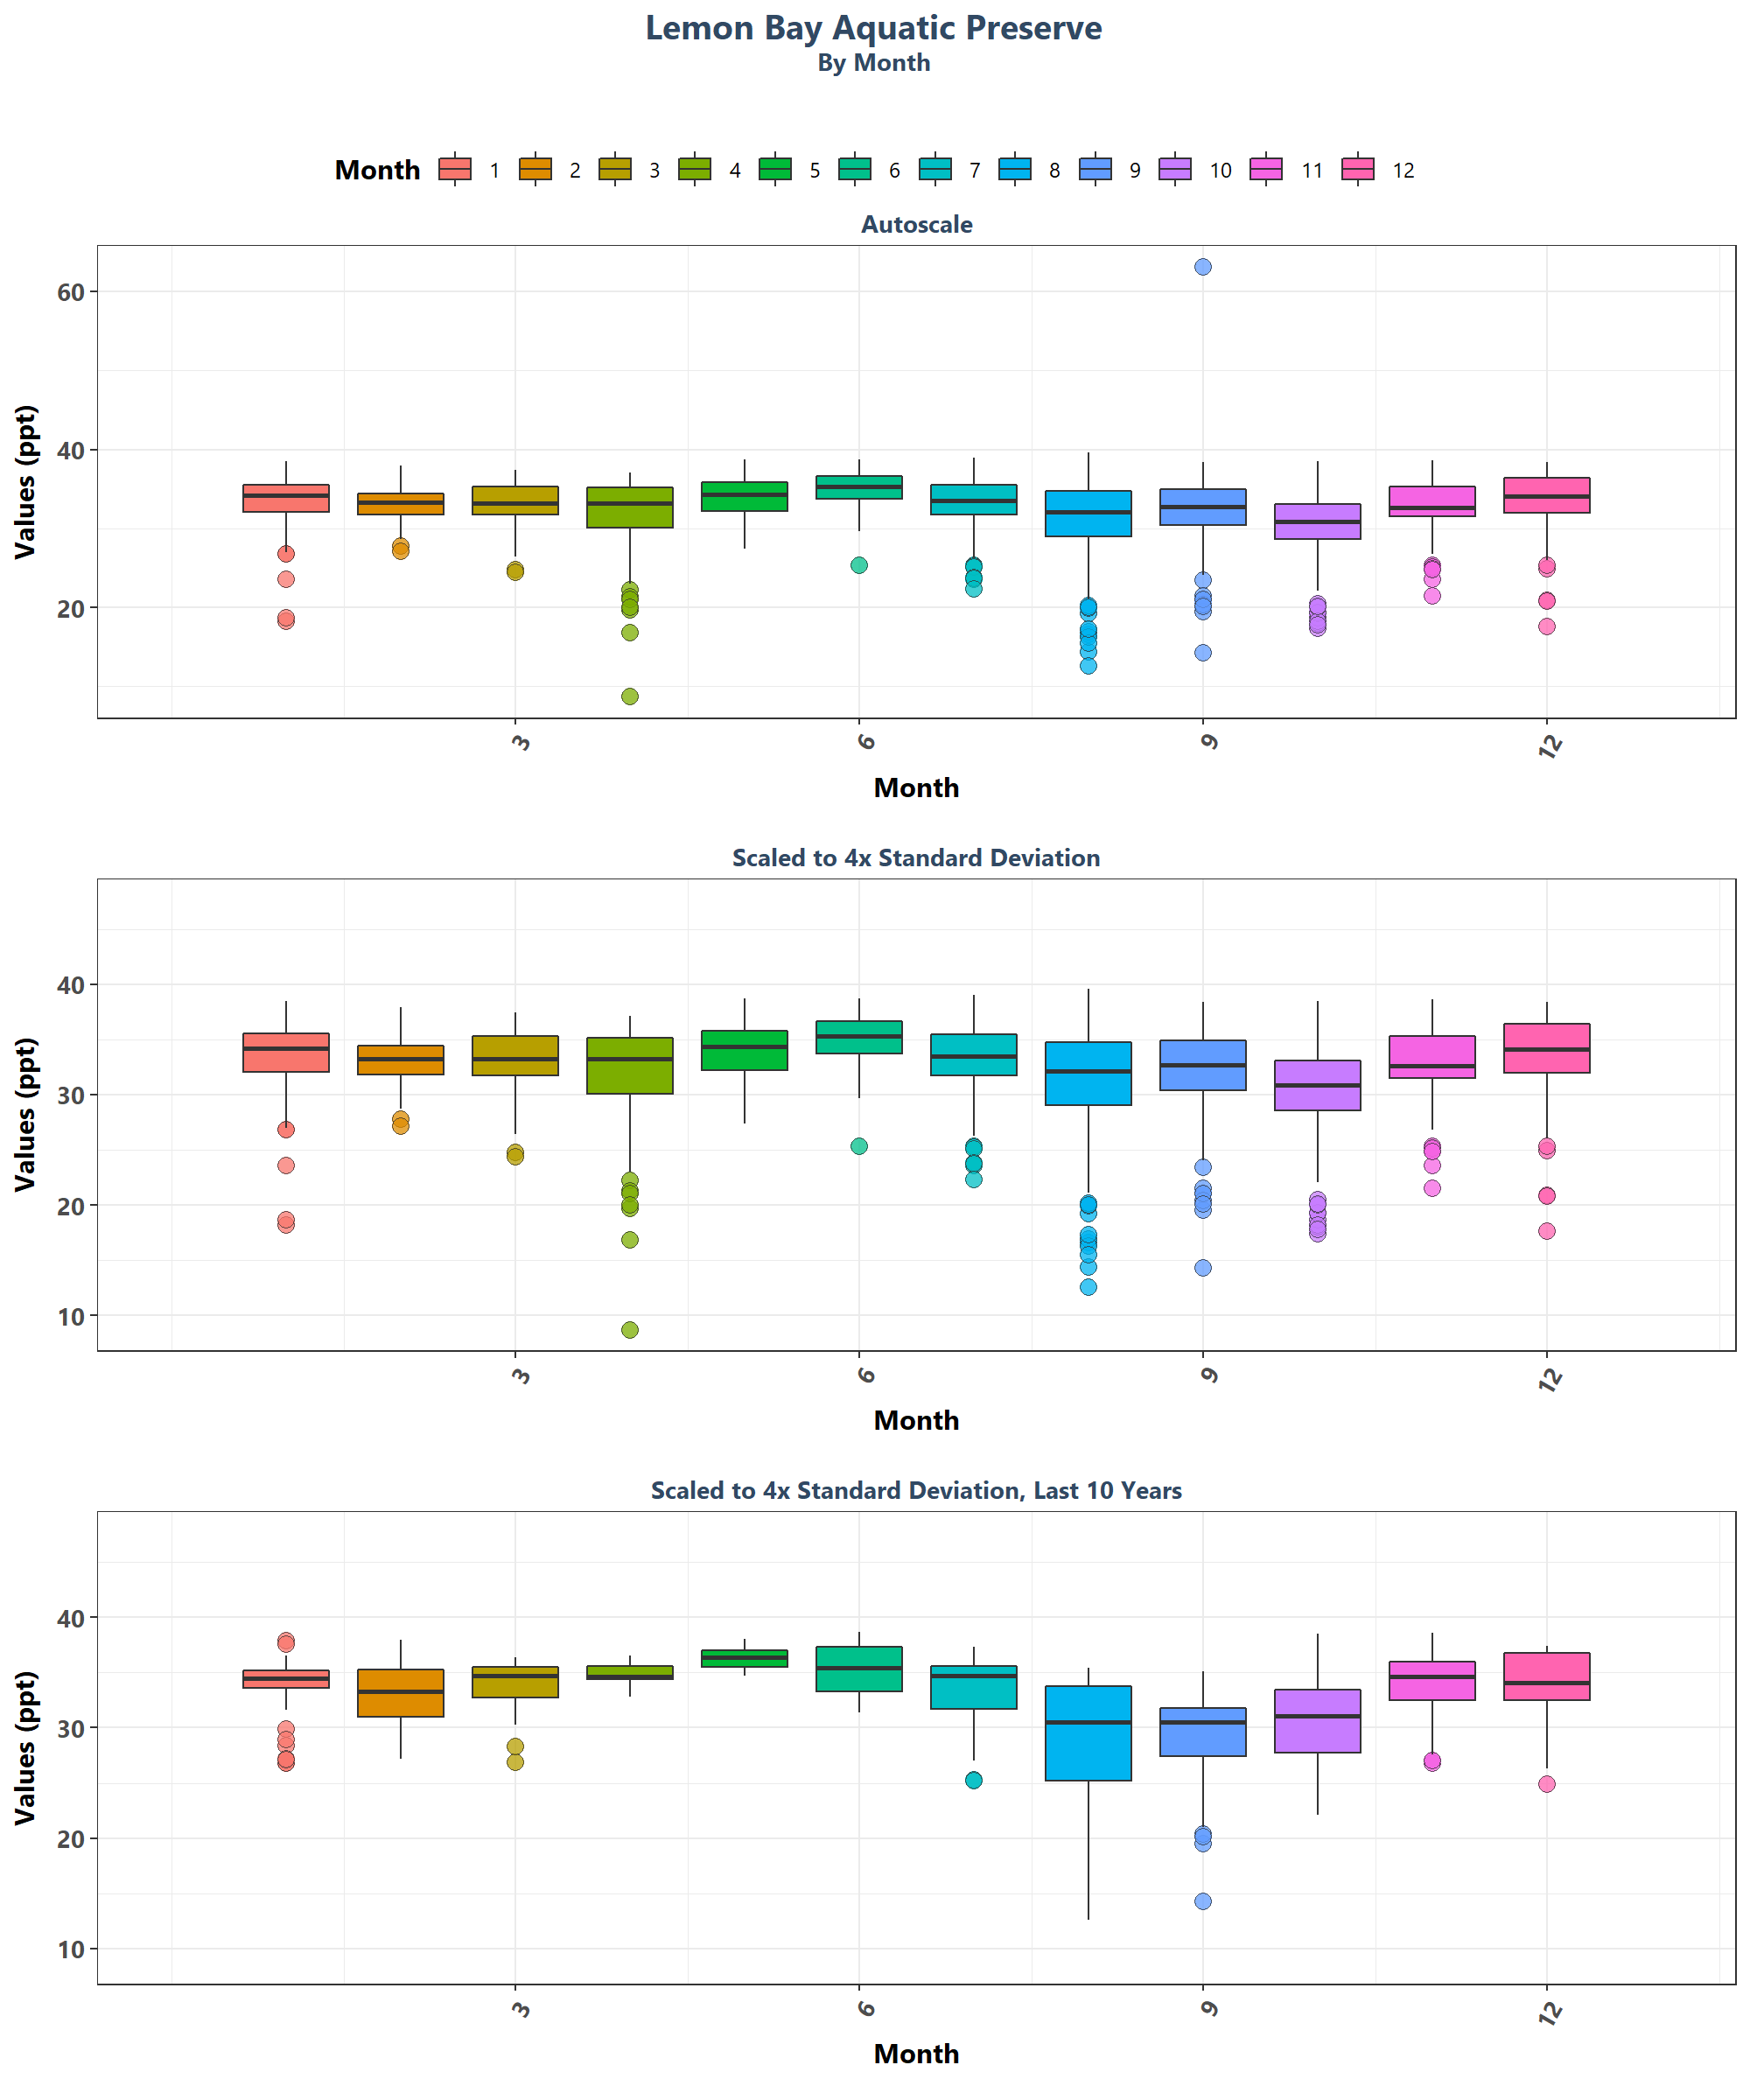 Lemon Bay Aquatic Preserve
By Month
Month 1 2 3 4 5 6 7 8 9 10 11 12
Autoscale
Values (ppt)
60
40
20
3 6 9 12
Month
Scaled to 4x Standard Deviation
Values (ppt)
40
30
20
10
3 6 9 12
Month
Scaled to 4x Standard Deviation, Last 10 Years
Values (ppt)
40
30
20
10
3 6 9 12
Month